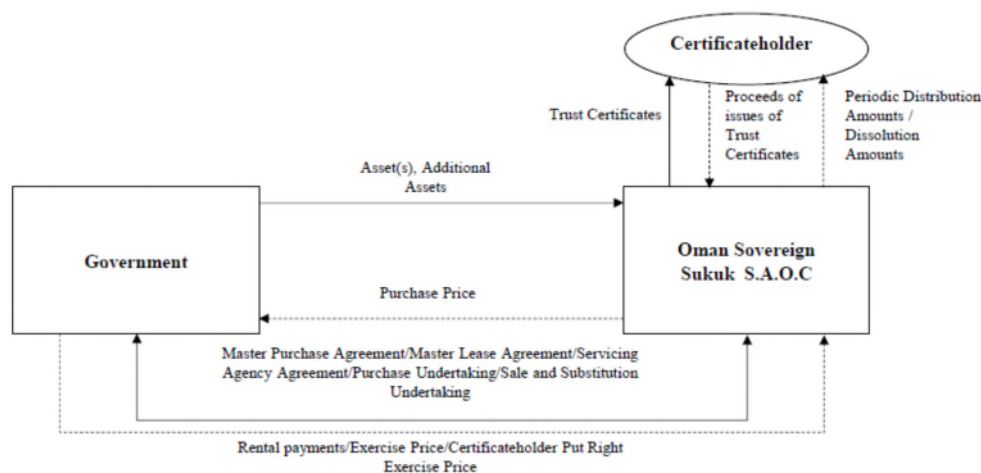 Certificateholder
Trust Certificates
Proceeds of
issues of
Trust
Certificates
Periodic Distribution
Amounts /
Dissolution
Amounts
Asset(s), Additional
Assets
Government
Oman Sovereign
Sukuk S.A.O.C
Purchase Price
Master Purchase Agreement/Master Lease Agreement/Servicing
Agency Agreement/Purchase Undertaking/Sale and Substitution
Undertaking
Rental payments/Exercise Price/Certificateholder Put Right
Exercise Price